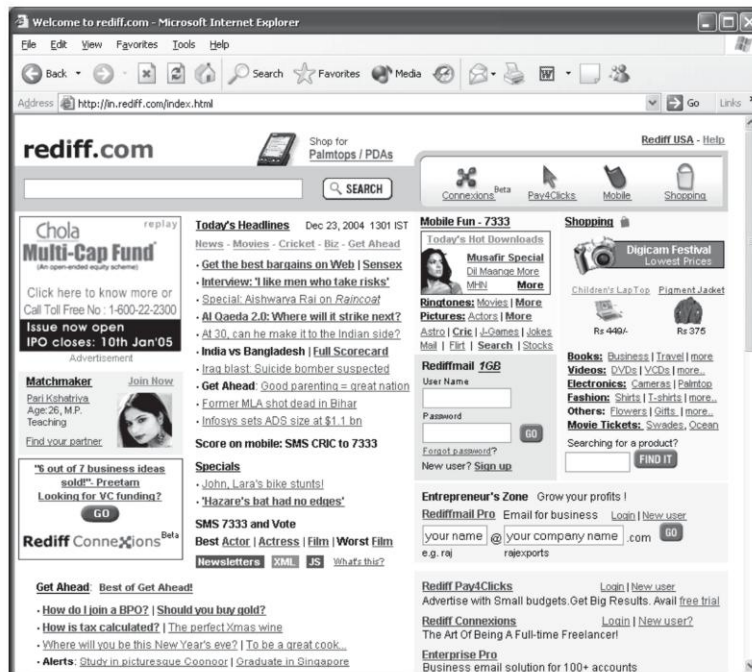 Welcome to rediff.com - Microsoft Internet Explorer
File Edit View Favorites Tools Help
Back Search Favorites Media
Address http://in.rediff.com/index.html Go Links
rediff.com
Shop for
Palmtops / PDAs
Rediff USA - Help
SEARCH
Connexions Beta Pay4Clicks Mobile Shopping
Chola replay
Multi-Cap Fund
(An open-ended equity scheme)
Click here to know more or
Call Toll Free No : 1-600-22-2300
Issue now open
IPO closes: 10th Jan'05
Advertisement
Matchmaker Join Now
Pari Kshatriya
Age:26, M.P.
Teaching
Find your partner
"6 out of 7 business ideas
sold!"- Preetam
Looking for VC funding?
GO
Rediff Connexions Beta
Today's Headlines Dec 23, 2004 1301 IST
News - Movies - Cricket - Biz - Get Ahead
· Get the best bargains on Web | Sensex
· Interview: 'I like men who take risks'
· Special: Aishwarya Rai on Raincoat
· Al Qaeda 2.0: Where will it strike next?
· At 30, can he make it to the Indian side?
· India vs Bangladesh | Full Scorecard
· Iraq blast: Suicide bomber suspected
· Get Ahead: Good parenting = great nation
· Former MLA shot dead in Bihar
· Infosys sets ADS size at $1.1 bn
Score on mobile: SMS CRIC to 7333
Specials
· John, Lara's bike stunts!
· 'Hazare's bat had no edges'
SMS 7333 and Vote
Best Actor | Actress | Film | Worst Film
Newsletters XML JS What's this?
Mobile Fun - 7333
Today's Hot Downloads
Musafir Special
Dil Maange More
MHN More
Ringtones: Movies | More
Pictures: Actors | More
Astro | Cric | J-Games | Jokes
Mail | Flirt | Search | Stocks
Rediffmail 1GB
User Name
Password
GO
Forgot password?
New user? Sign up
Shopping
Digicam Festival
Lowest Prices
Children's LapTop Pigment Jacket
Rs 449/- Rs 375
Books: Business | Travel | more
Videos: DVDs | VCDs | more..
Electronics: Cameras | Palmtop
Fashion: Shirts | T-shirts | more..
Others: Flowers | Gifts | more..
Movie Tickets: Swades, Ocean
Searching for a product?
FIND IT
Entrepreneur's Zone Grow your profits !
Rediffmail Pro Email for business Login | New user
your name @ your company name .com GO
e.g. raj rajexports
Get Ahead: Best of Get Ahead!
· How do I join a BPO? | Should you buy gold?
· How is tax calculated? | The perfect Xmas wine
· Where will you be this New Year's eve? | To be a great cook...
· Alerts: Study in picturesque Coonoor | Graduate in Singapore
Rediff Pay4Clicks Login | New user
Advertise with Small budgets.Get Big Results. Avail free trial
Rediff Connexions Login | New user?
The Art Of Being A Full-time Freelancer!
Enterprise Pro
Business email solution for 100+ accounts